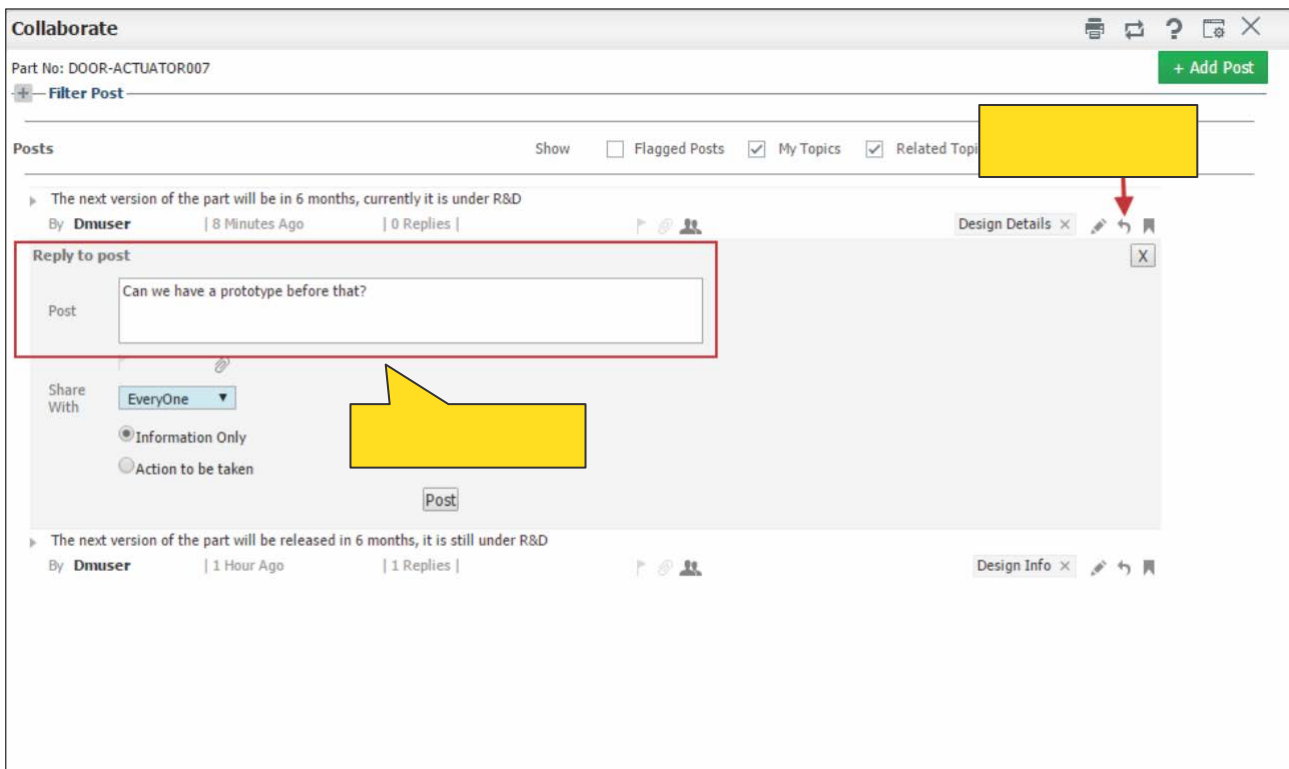 Collaborate
Part No: DOOR-ACTUATOR007
+ Add Post
Filter Post
Posts Show Flagged Posts My Topics Related
The next version of the part will be in 6 months, currently it is under R&D
By Dmuser | 8 Minutes Ago | 0 Replies | Design Details ×
Reply to post X
Post Can we have a prototype before that?
Share With EveryOne
Information Only
Action to be taken
Post
The next version of the part will be released in 6 months, it is still under R&D
By Dmuser | 1 Hour Ago | 1 Replies | Design Info ×